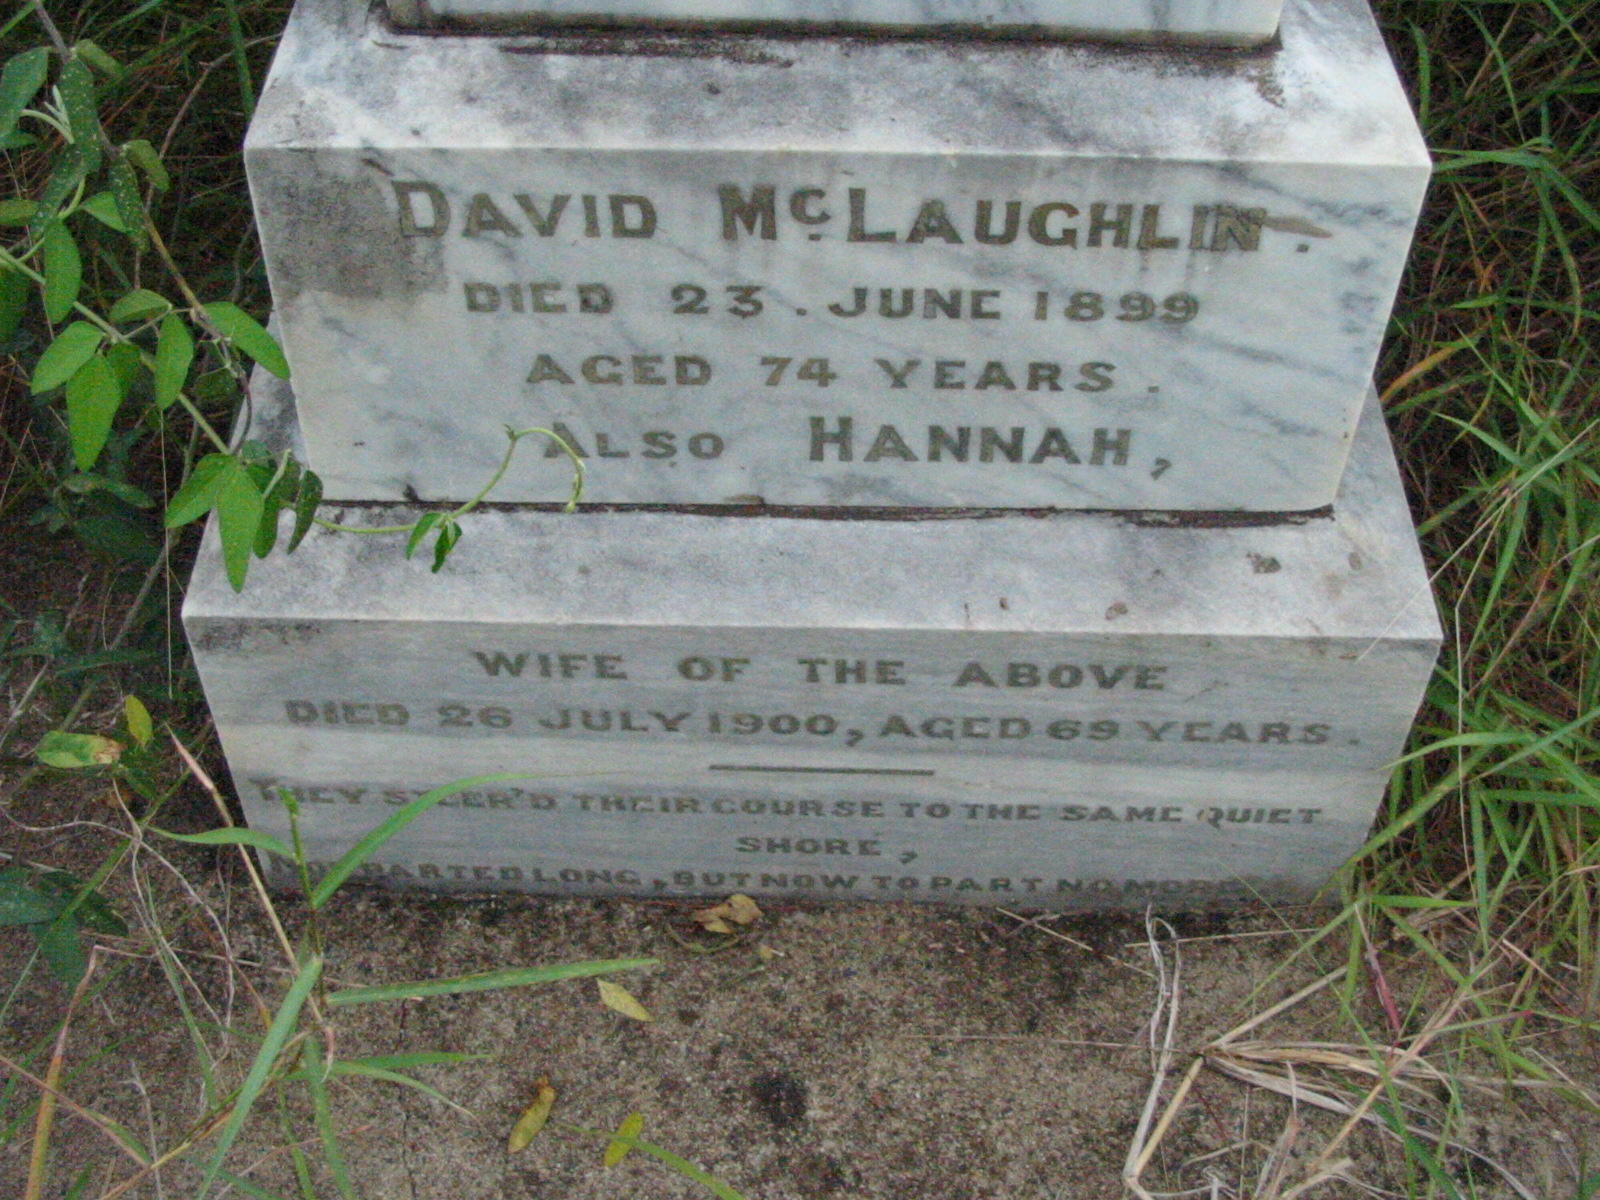 DAVID McLAUGHLIN.
DIED 23. JUNE 1899
AGED 74 YEARS.
ALSO HANNAH,
WIFE OF THE ABOVE
DIED 26 JULY 1900, AGED 69 YEARS.
THEY STEER'D THEIR COURSE TO THE SAME QUIET
SHORE,
NOT PARTED LONG, BUT NOW TO PART NO MORE